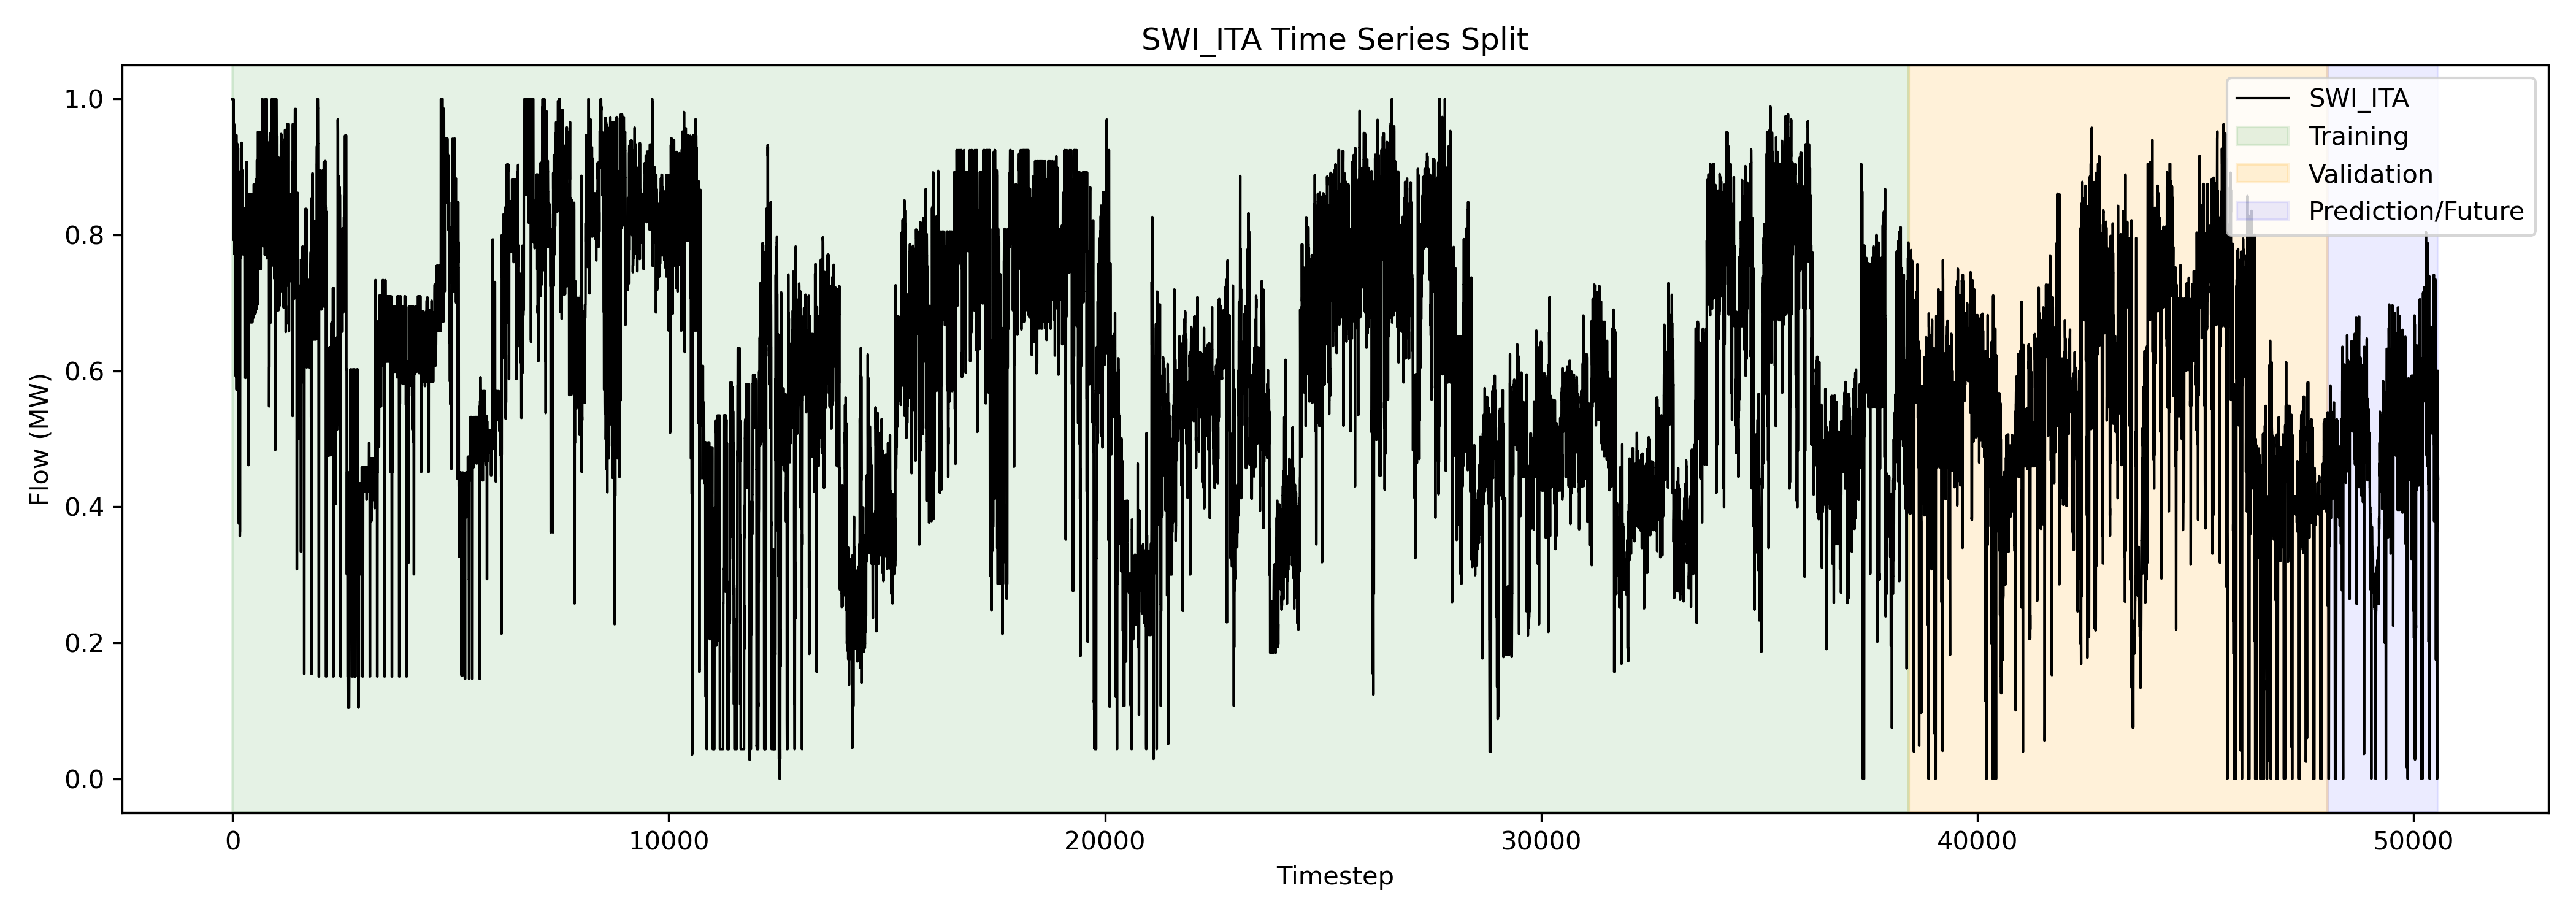 SWI_ITA Time Series Split
1.0
0.8
0.6
0.4
0.2
0.0
Flow (MW)
SWI_ITA
Training
Validation
Prediction/Future
0 10000 20000 30000 40000 50000
Timestep